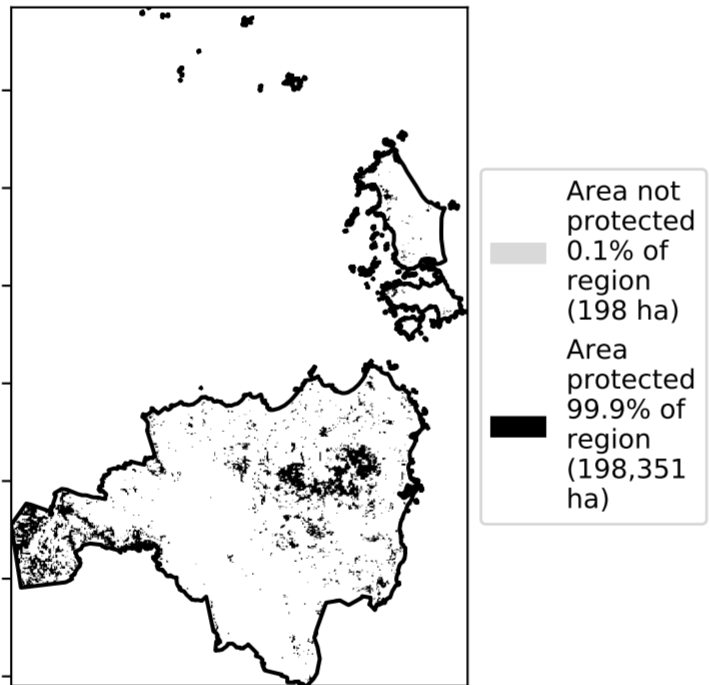 Area not
protected
0.1% of
region
(198 ha)
Area
protected
99.9% of
region
(198,351
ha)